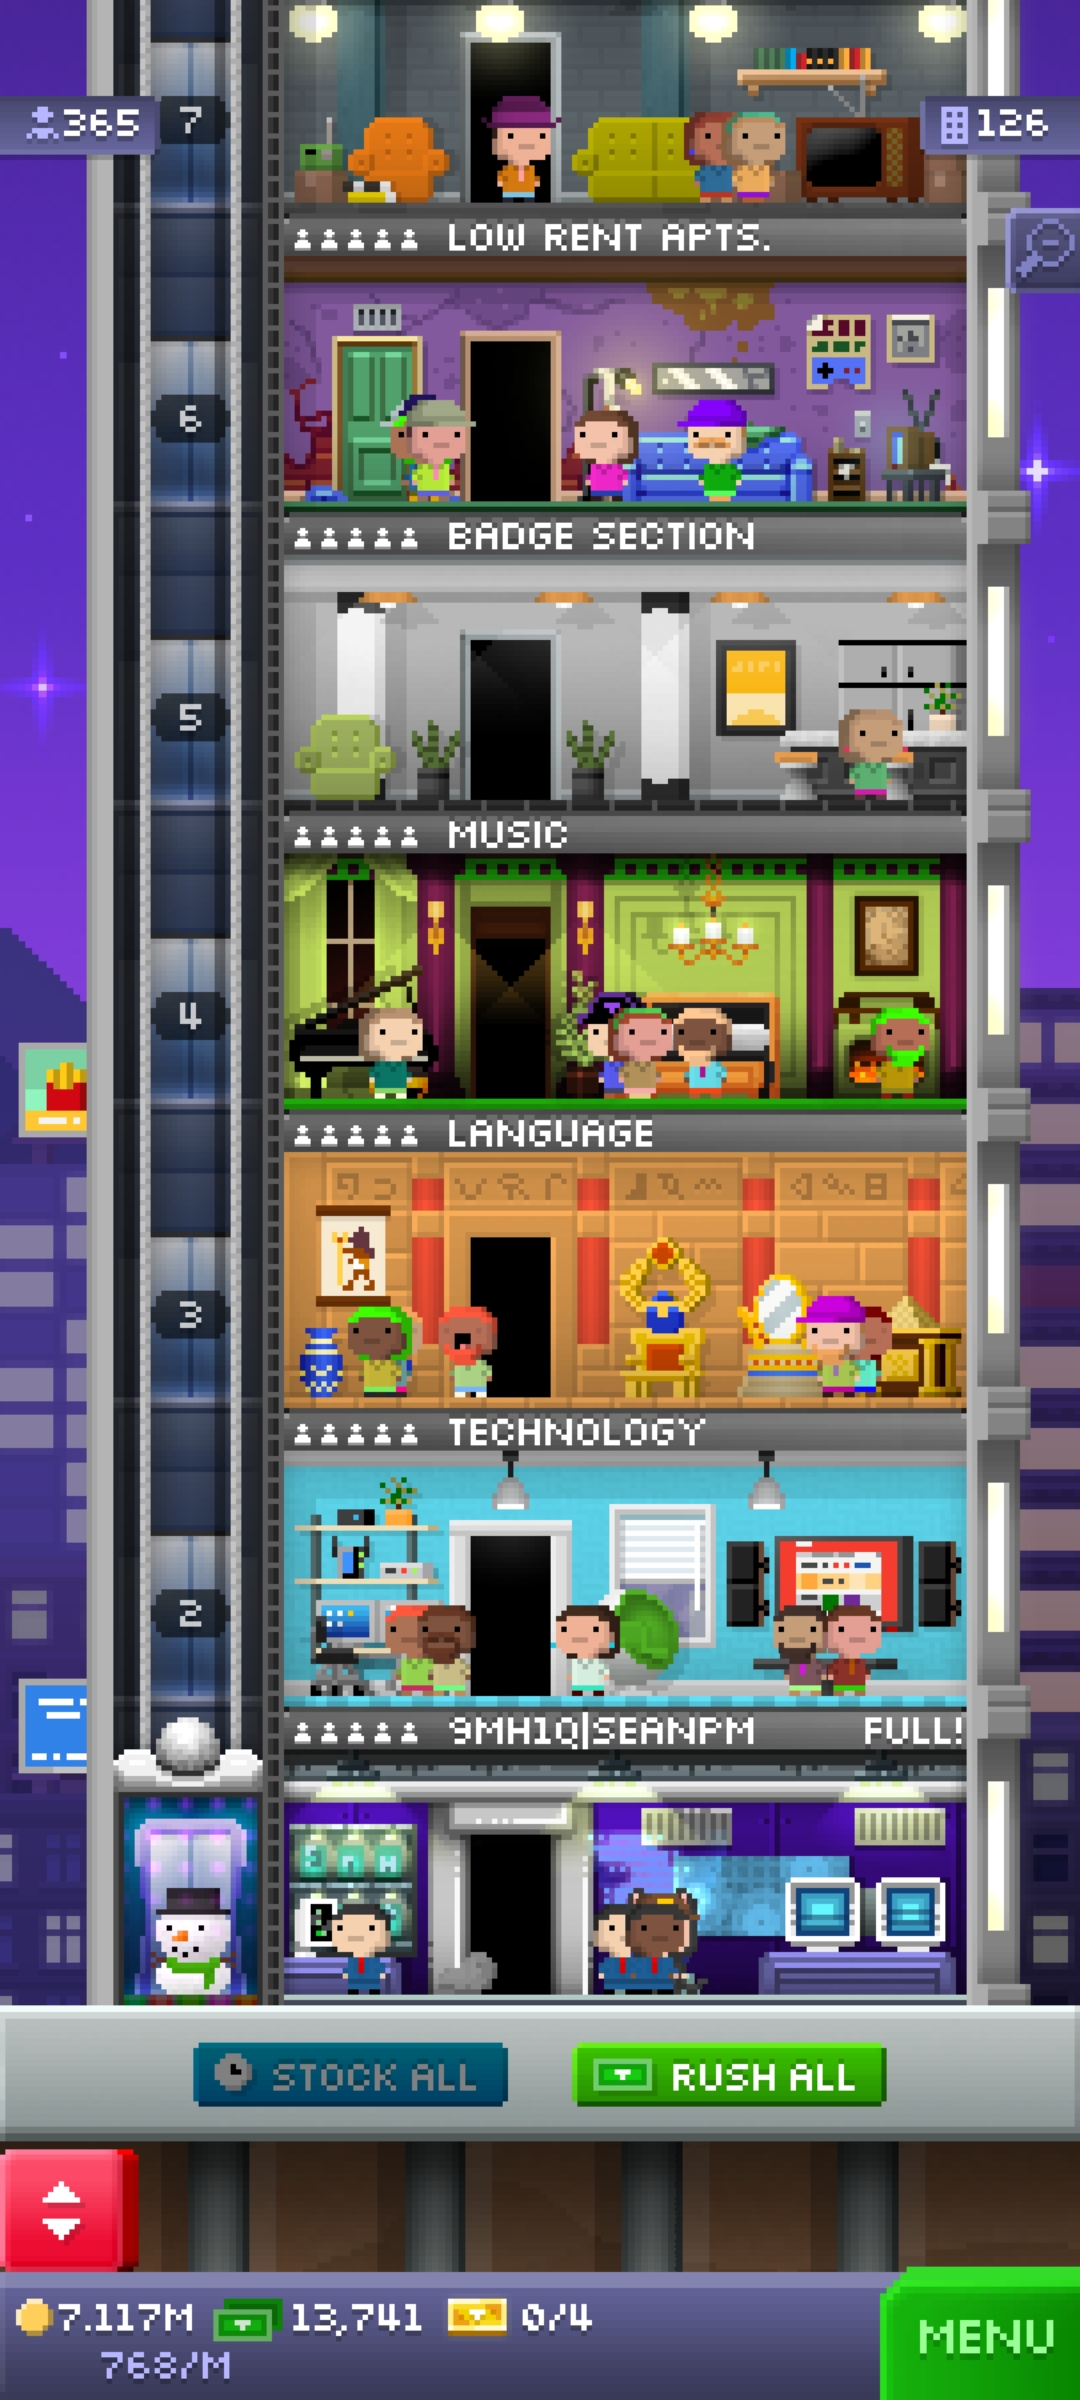 365
7
126
LOW RENT APTS.
6
BADGE SECTION
5
MUSIC
4
LANGUAGE
3
TECHNOLOGY
2
9MH1Q|SEANPM FULL!
STOCK ALL
RUSH ALL
7.117M
13,741
0/4
768/M
MENU